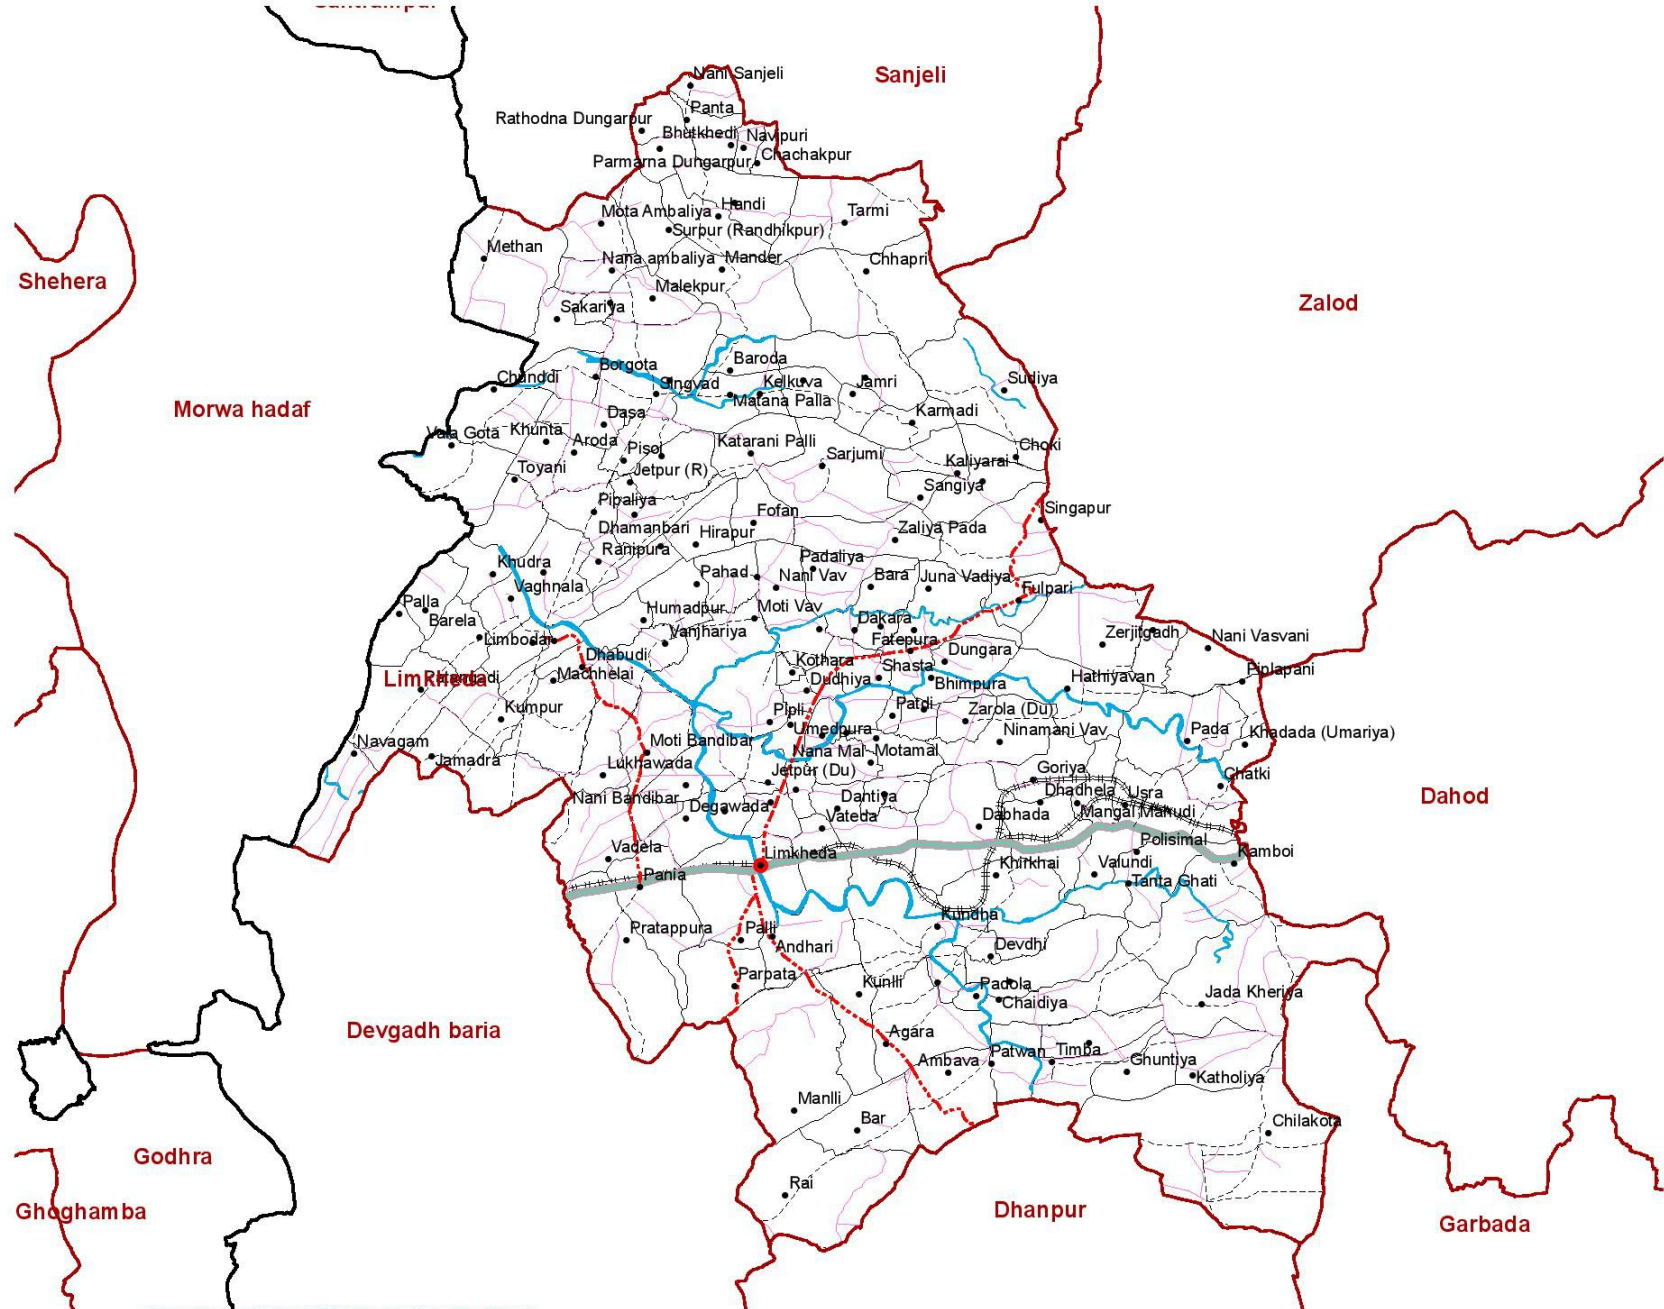 Santrampur
Nani Sanjeli
Sanjeli
Panta
Rathodna Dungarpur
Bhutkhedi
Navipuri
Parmarna Dungarpur
Chachakpur
Handi
Mota Ambaliya
Tarmi
Surpur (Randhikpur)
Methan
Nana ambaliya
Mander
Chhapri
Shehera
Malekpur
Sakariya
Zalod
Baroda
Borgota
Chunddi
Singvad
Kelkuva
Jamri
Sudiya
Matana Palla
Morwa hadaf
Dasa
Karmadi
Vala Gota
Khunta
Aroda
Pisoi
Katarani Palli
Choki
Sarjumi
Kaliyarai
Toyani
Jetpur (R)
Sangiya
Pipaliya
Singapur
Fofan
Dhamanbari
Hirapur
Zaliya Pada
Ranipura
Padaliya
Khudra
Pahad
Nani Vav
Bara
Juna Vadiya
Vaghnala
Fulpari
Palla
Humadpur
Moti Vav
Barela
Dakara
Limbodar
Vanjhariya
Fatepura
Zerjitgadh
Nani Vasvani
Dhabudi
Kothara
Shasta
Dungara
Machhelai
Dudhiya
Bhimpura
Hathiyavan
Piplapani
Limkheda
Kumpur
Pipli
Patdi
Zarola (Du)
Umedpura
Ninamani Vav
Pada
Khadada (Umariya)
Navagam
Moti Bandibar
Nana Mal
Motamal
Jamadra
Lukhawada
Jetpur (Du)
Goriya
Chatki
Nani Bandibar
Degawada
Dantiya
Dhadhela
Usra
Dahod
Vateda
Dabhada
Mangal Mahudi
Polisimal
Vadela
Limkheda
Kamboi
Pania
Khirkhai
Valundi
Tanta Ghati
Kundha
Pratappura
Palli
Andhari
Devdhi
Parpata
Kunlli
Padola
Jada Kheriya
Chaidiya
Devgadh baria
Agara
Ambava
Patwan
Timba
Ghuntiya
Katholiya
Manlli
Bar
Chilakota
Godhra
Rai
Ghoghamba
Dhanpur
Garbada